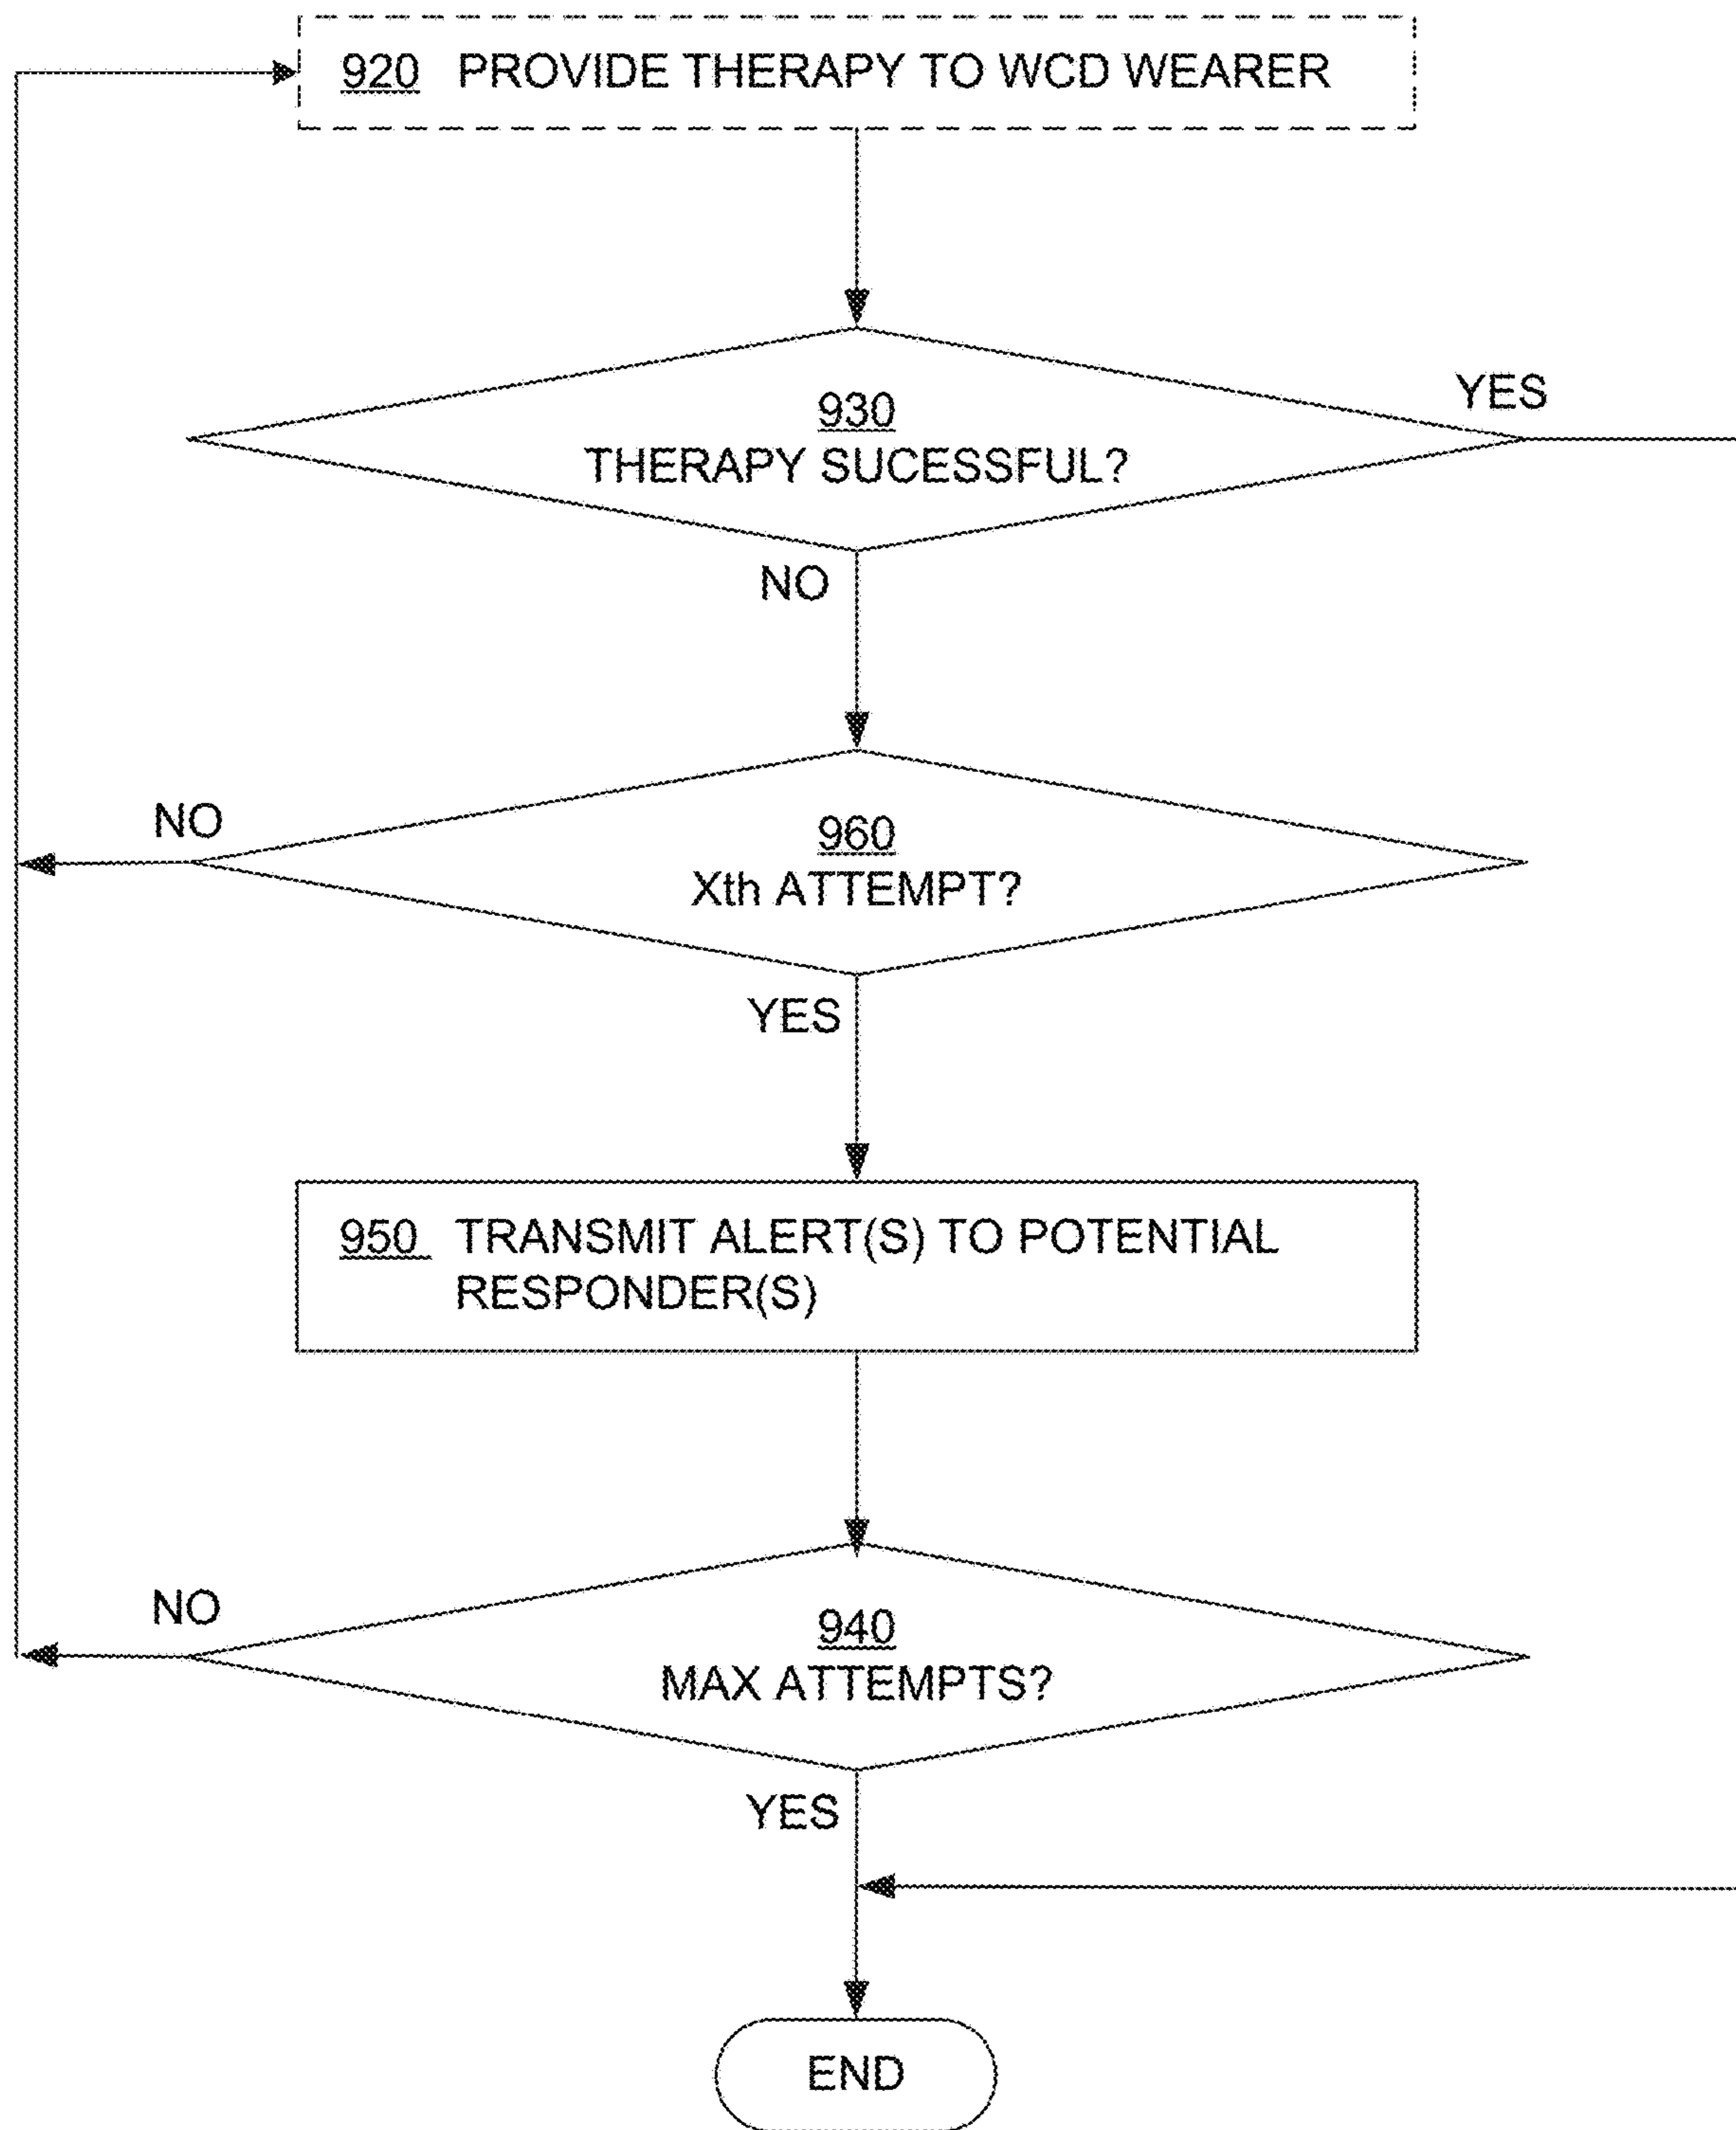 920 PROVIDE THERAPY TO WCD WEARER
930
YES
THERAPY SUCESSFUL?
NO
NO
960
Xth ATTEMPT?
YES
950 TRANSMIT ALERT(S) TO POTENTIAL
RESPONDER(S)
NO
940
MAX ATTEMPTS?
YES
END